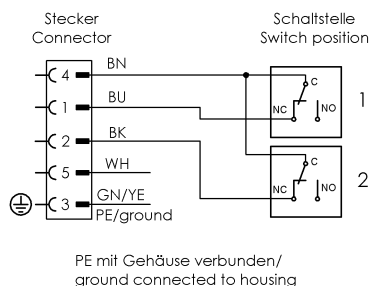 Stecker
Connector
Schaltstelle
Switch position
4 BN
1 BU
2 BK
5 WH
3 GN/YE
PE/ground
C
NC NO
1
C
NC NO
2
PE mit Gehäuse verbunden/
ground connected to housing